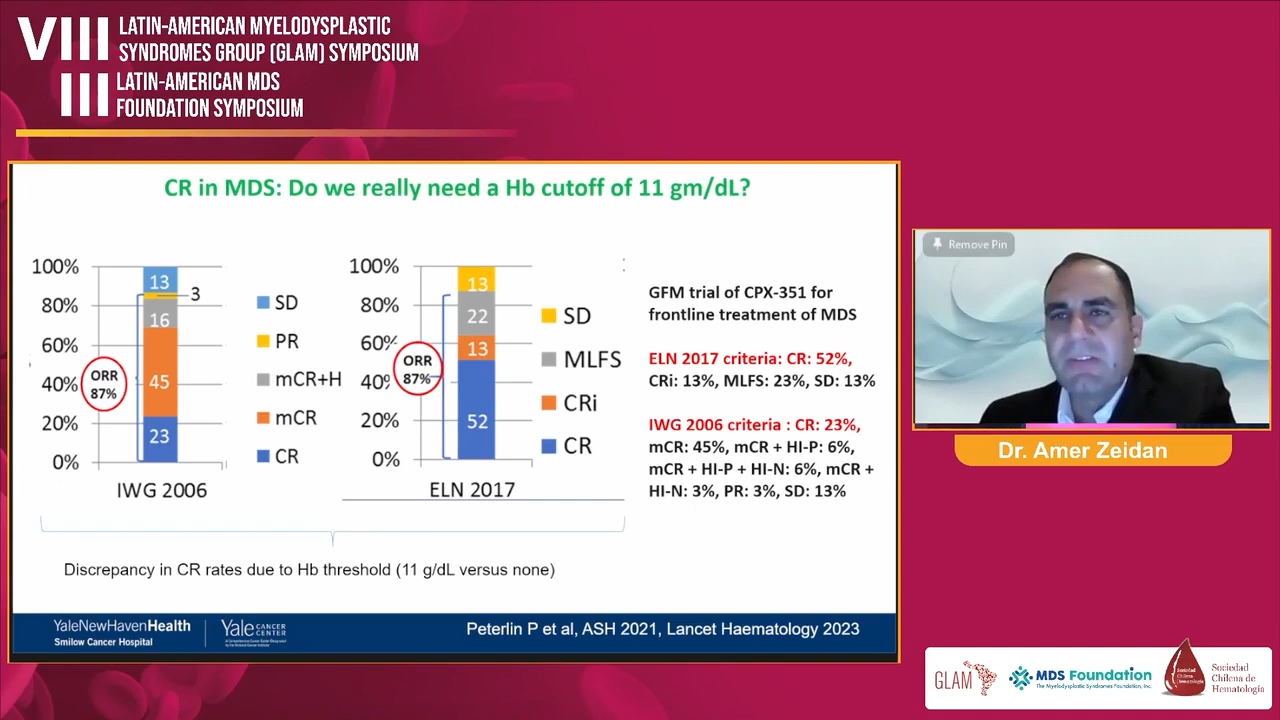 VIII LATIN-AMERICAN MYELODYSPLASTIC
SYNDROMES GROUP (GLAM) SYMPOSIUM
III LATIN-AMERICAN MDS
FOUNDATION SYMPOSIUM
CR in MDS: Do we really need a Hb cutoff of 11 gm/dL?
100%
80%
60%
40%
20%
0%
13
3
16
45
23
ORR
87%
IWG 2006
SD
PR
mCR+H
mCR
CR
100%
80%
60%
40%
20%
0%
13
22
13
52
ORR
87%
ELN 2017
SD
MLFS
CRi
CR
GFM trial of CPX-351 for
frontline treatment of MDS
ELN 2017 criteria: CR: 52%,
CRi: 13%, MLFS: 23%, SD: 13%
IWG 2006 criteria : CR: 23%,
mCR: 45%, mCR + HI-P: 6%,
mCR + HI-P + HI-N: 6%, mCR +
HI-N: 3%, PR: 3%, SD: 13%
Discrepancy in CR rates due to Hb threshold (11 g/dL versus none)
YaleNewHavenHealth
Smilow Cancer Hospital
Yale CANCER
CENTER
Peterlin P et al, ASH 2021, Lancet Haematology 2023
Remove Pin
Dr. Amer Zeidan
GLAM
MDS Foundation
The Myelodysplastic Syndromes Foundation, Inc.
Sociedad
Chilena de
Hematología
Sociedad
Chilena de
Hematología